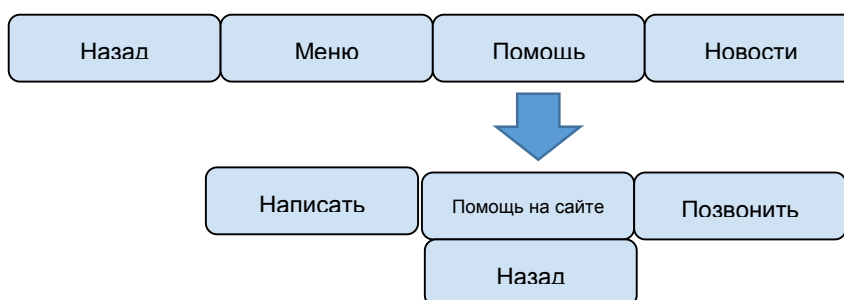 Назад
Меню
Помощь
Новости
Написать
Помощь на сайте
Позвонить
Назад